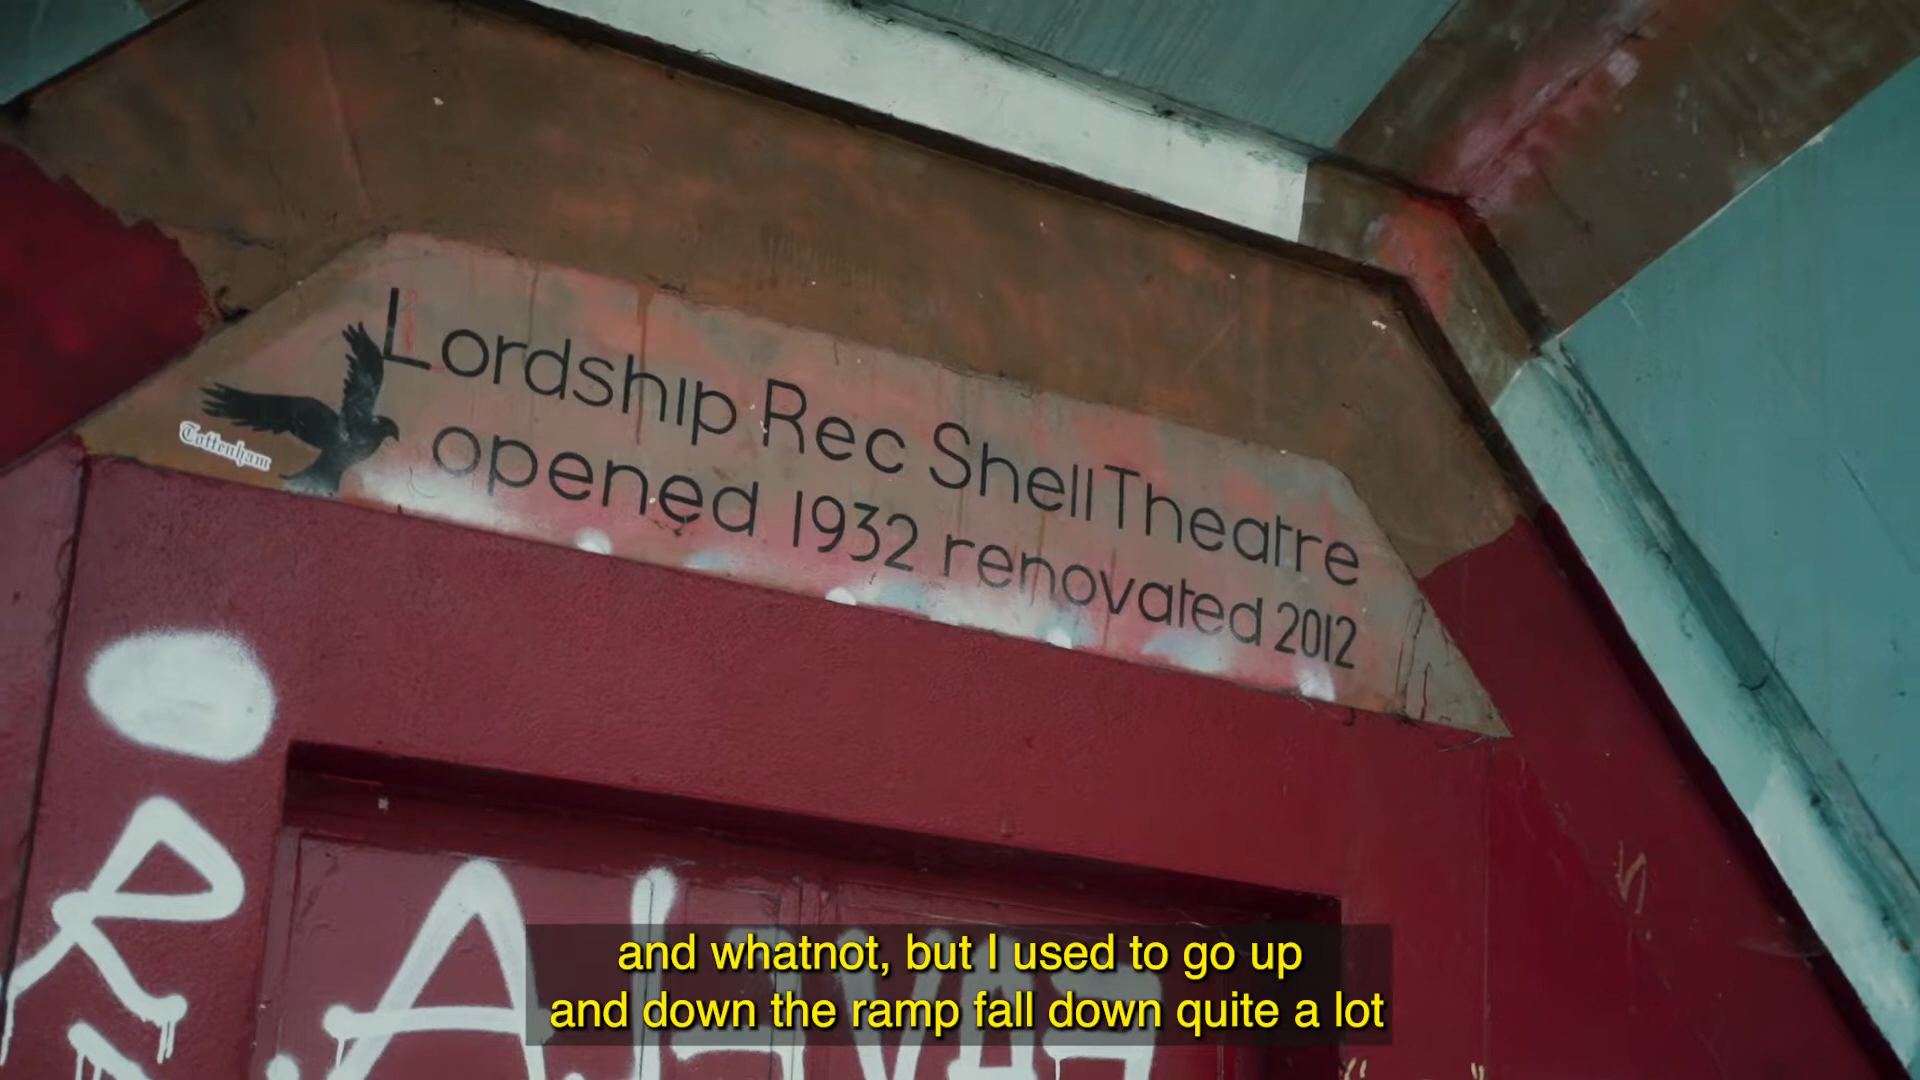 Lordship Rec Shell Theatre
opened 1932 renovated 2012
Tottenham
and whatnot, but I used to go up
and down the ramp fall down quite a lot